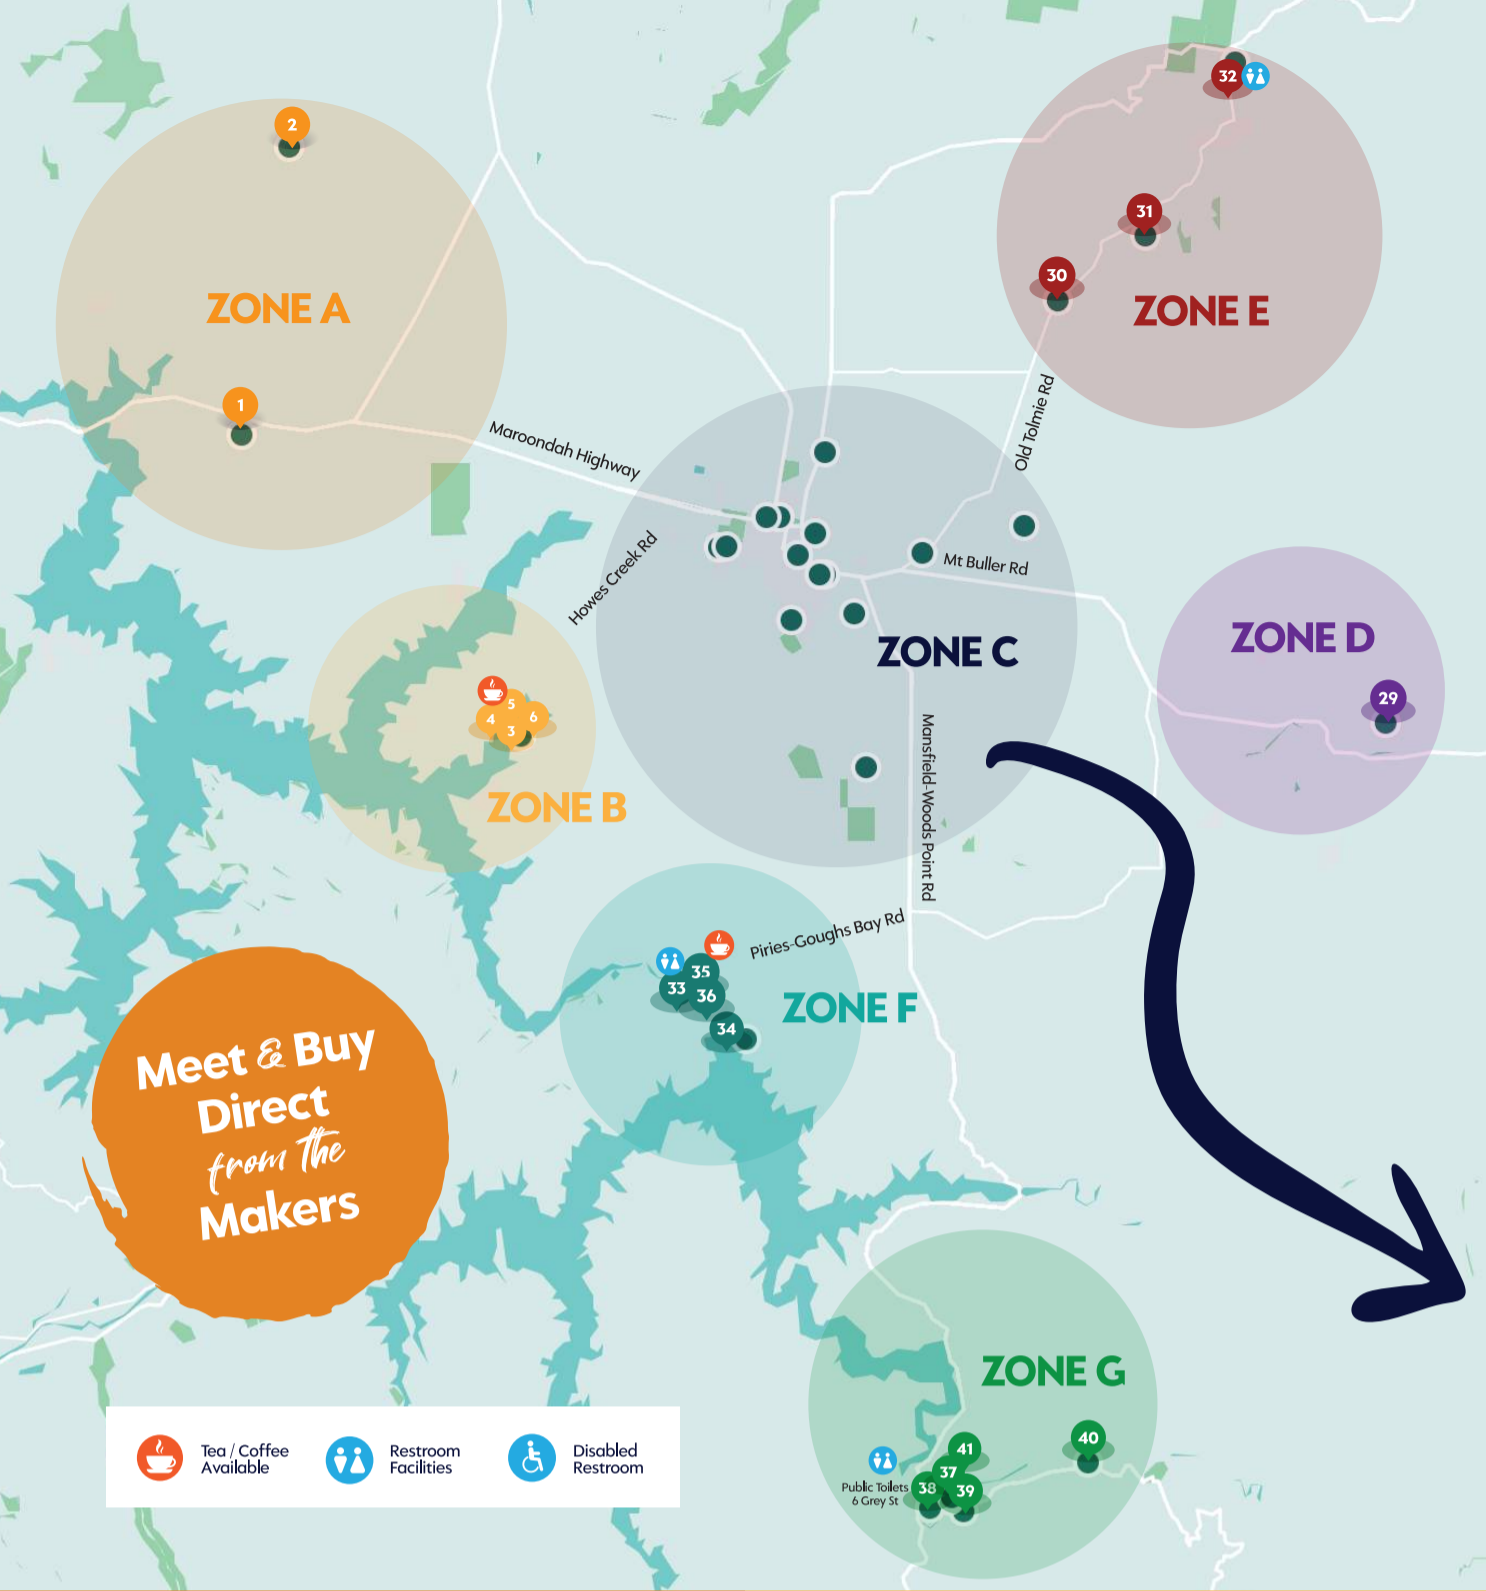 2
32
31
30
ZONE A
ZONE E
1
Maroondah Highway
Old Tolmie Rd
Howes Creek Rd
Mt Buller Rd
ZONE C
ZONE D
29
5
4
6
3
ZONE B
Mansfield-Woods Point Rd
Piries-Goughs Bay Rd
35
33
36
34
ZONE F
Meet & Buy
Direct
from The
Makers
ZONE G
41
40
37
38
39
Public Toilets
6 Grey St
Tea / Coffee
Available
Restroom
Facilities
Disabled
Restroom